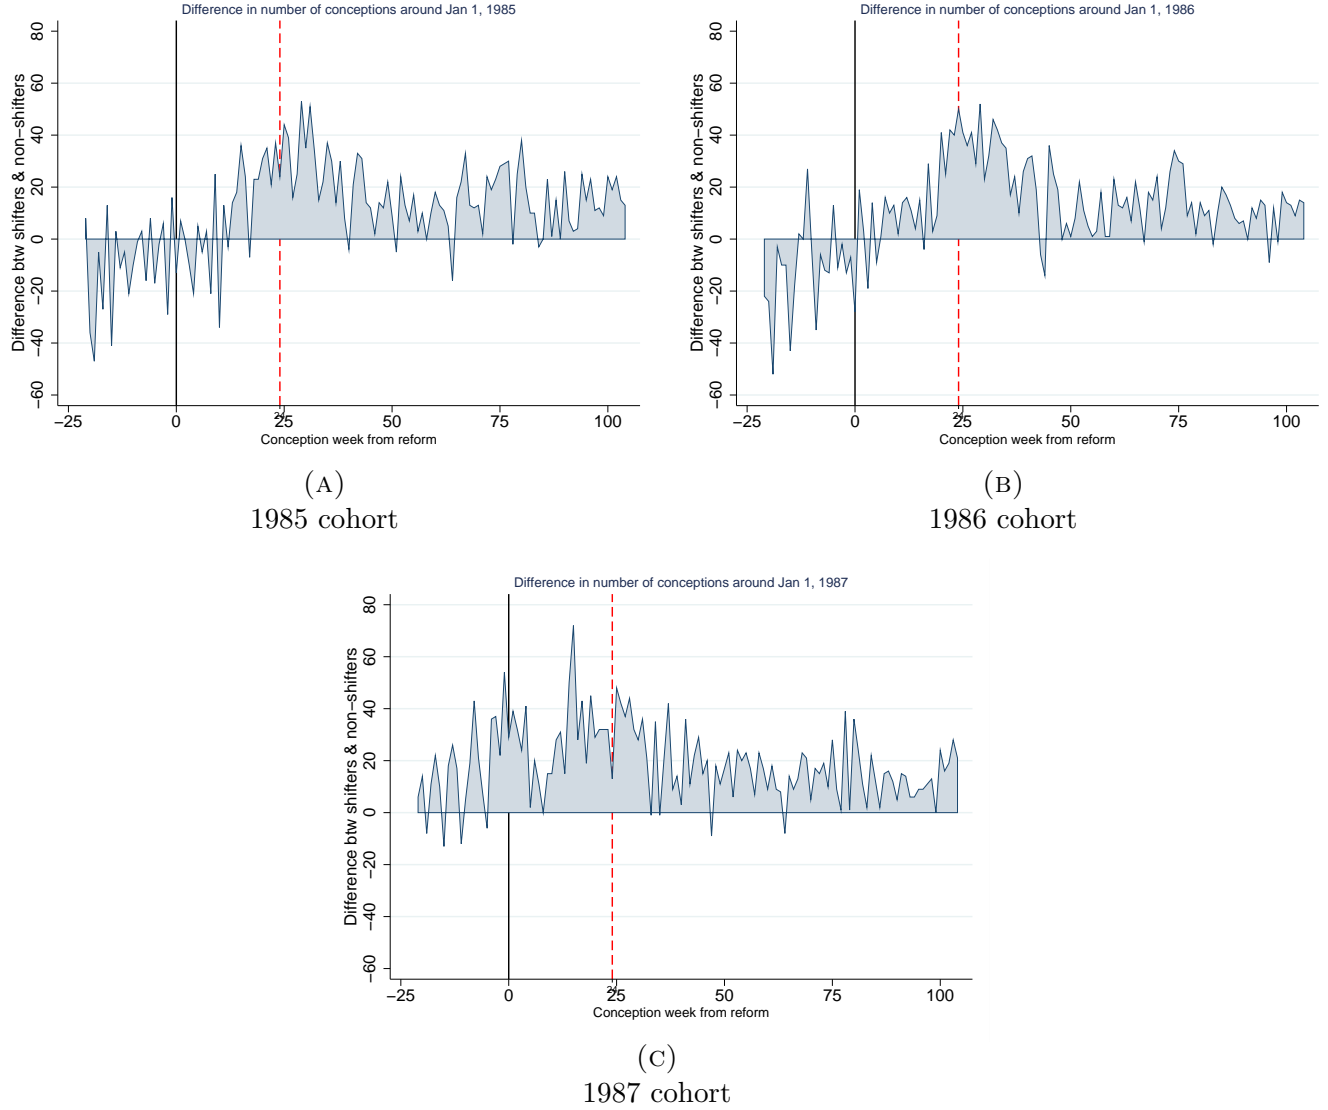 Difference in number of conceptions around Jan 1, 1985
Difference btw shifters & non−shifters
80
60
40
20
0
−20
−40
−60
−25 0 24 25 50 75 100
Conception week from reform
(A)
1985 cohort
Difference in number of conceptions around Jan 1, 1986
Difference btw shifters & non−shifters
80
60
40
20
0
−20
−40
−60
−25 0 24 25 50 75 100
Conception week from reform
(B)
1986 cohort
Difference in number of conceptions around Jan 1, 1987
Difference btw shifters & non−shifters
80
60
40
20
0
−20
−40
−60
−25 0 24 25 50 75 100
Conception week from reform
(C)
1987 cohort